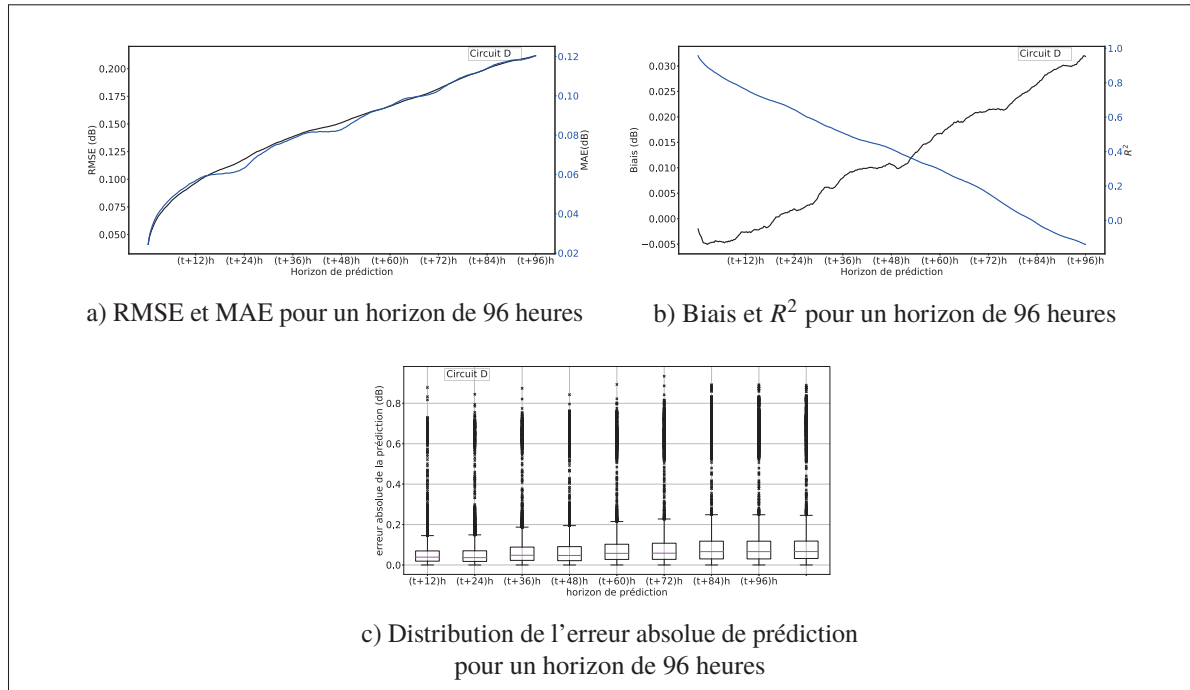 Circuit D
0.200
0.175
0.150
0.125
0.100
0.075
0.050
RMSE (dB)
0.12
0.10
0.08
0.06
0.04
0.02
MAE(dB)
(t+12)h (t+24)h (t+36)h (t+48)h (t+60)h (t+72)h (t+84)h (t+96)h
Horizon de prédiction
a) RMSE et MAE pour un horizon de 96 heures
Circuit D
0.030
0.025
0.020
0.015
0.010
0.005
0.000
−0.005
Biais (dB)
1.0
0.8
0.6
0.4
0.2
0.0
R²
(t+12)h (t+24)h (t+36)h (t+48)h (t+60)h (t+72)h (t+84)h (t+96)h
Horizon de prédiction
b) Biais et R² pour un horizon de 96 heures
Circuit D
0.8
0.6
0.4
0.2
0.0
erreur absolue de la prédiction (dB)
(t+12)h (t+24)h (t+36)h (t+48)h (t+60)h (t+72)h (t+84)h (t+96)h
horizon de prédiction
c) Distribution de l'erreur absolue de prédiction
pour un horizon de 96 heures